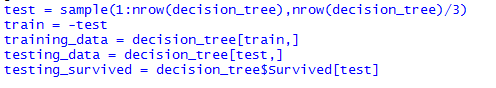 test = sample(1:nrow(decision_tree),nrow(decision_tree)/3)
train = -test
training_data = decision_tree[train,]
testing_data = decision_tree[test,]
testing_survived = decision_tree$Survived[test]